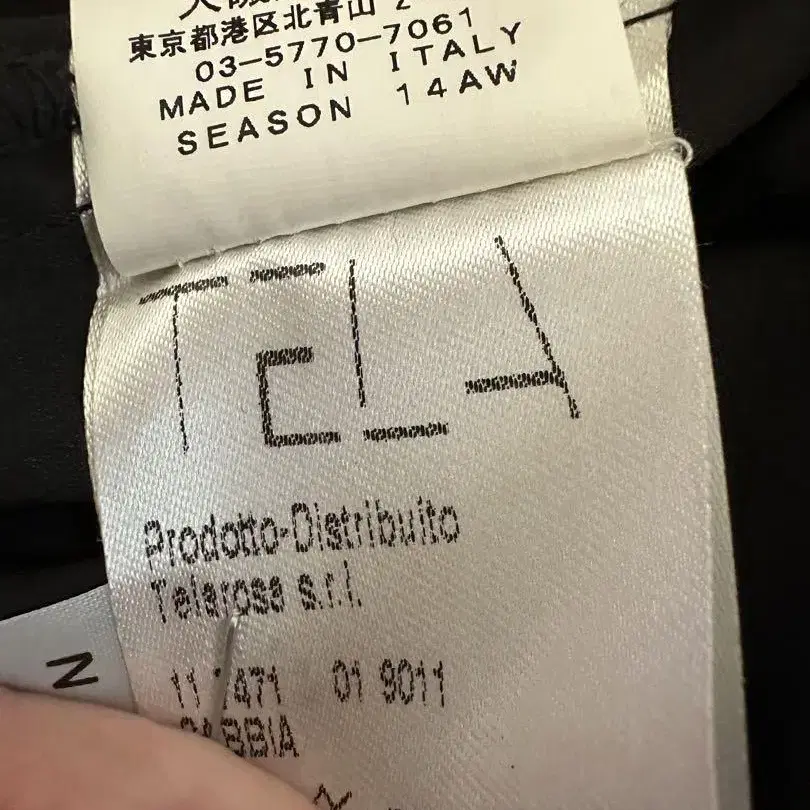 東京都港区北青山
03-5770-7061
MADE IN ITALY
SEASON 14AW
TELA
Prodotto-Distribuito
Telarosa s.r.l.
01 9011
N